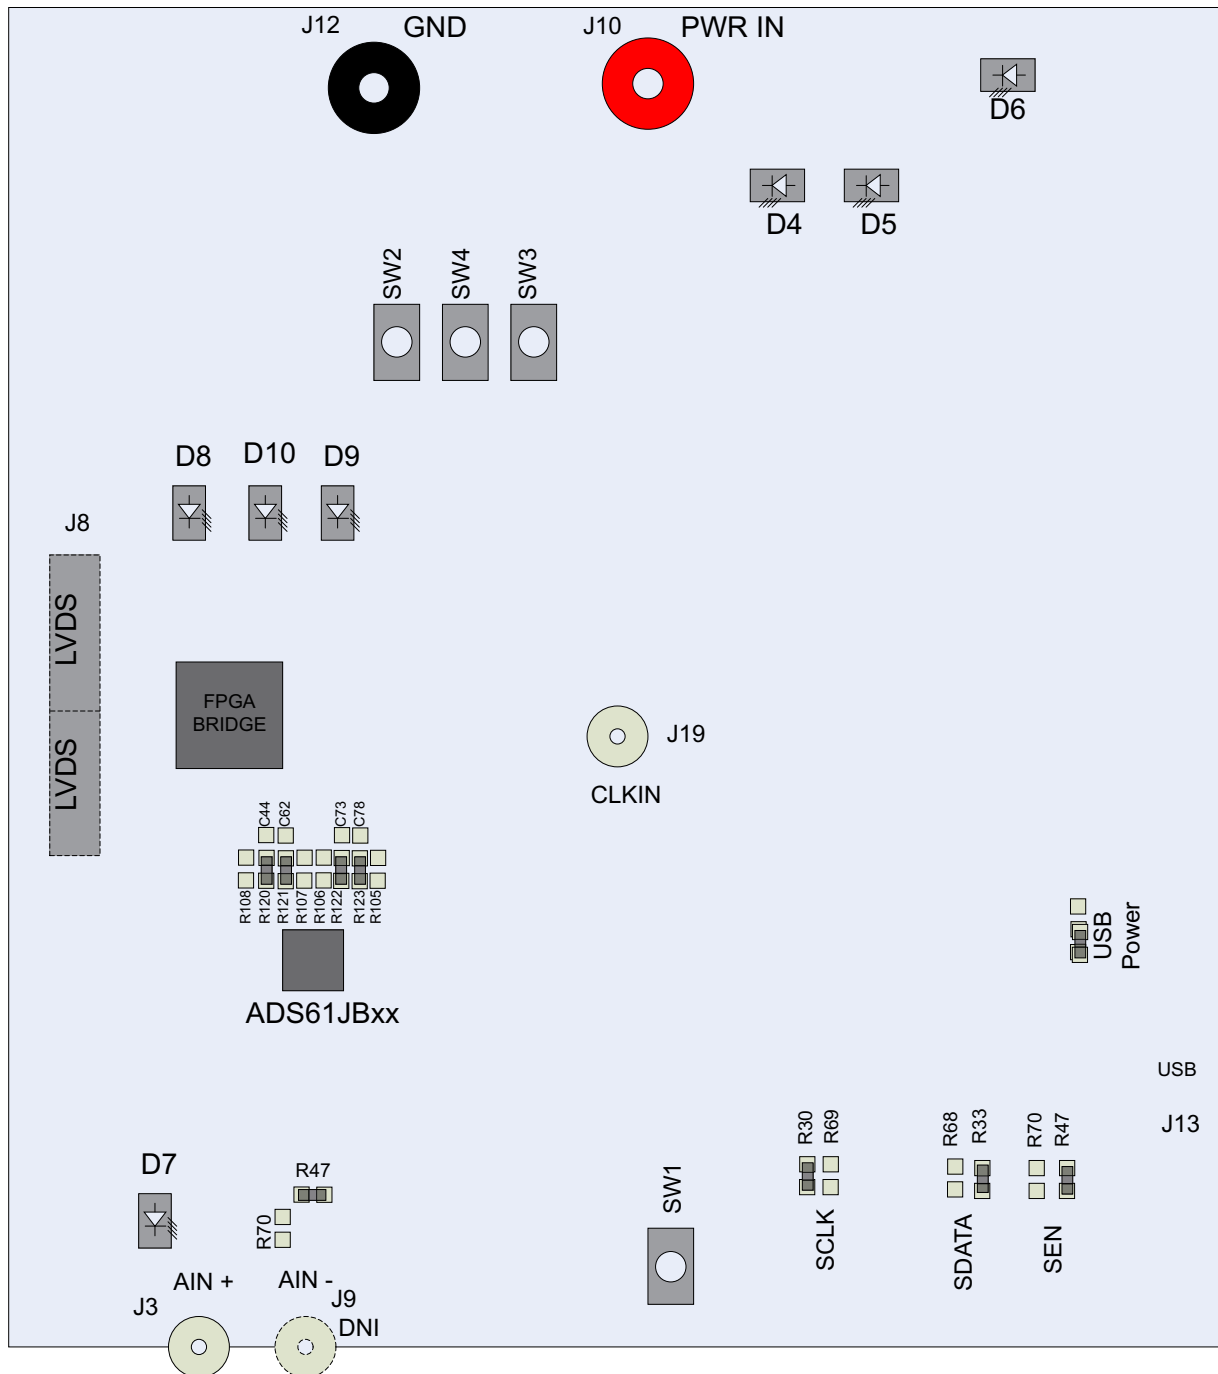 J12
GND
J10
PWR IN
D6
D4
D5
SW2
SW4
SW3
D8
D10
D9
J8
LVDS
LVDS
FPGA
BRIDGE
J19
CLKIN
C44
C62
C73
C78
R108
R120
R121
R107
R106
R122
R123
R105
ADS61JBxx
USB
Power
USB
J13
R30
R69
R68
R33
R70
R47
SCLK
SDATA
SEN
SW1
D7
R47
R70
AIN +
AIN -
J3
J9
DNI